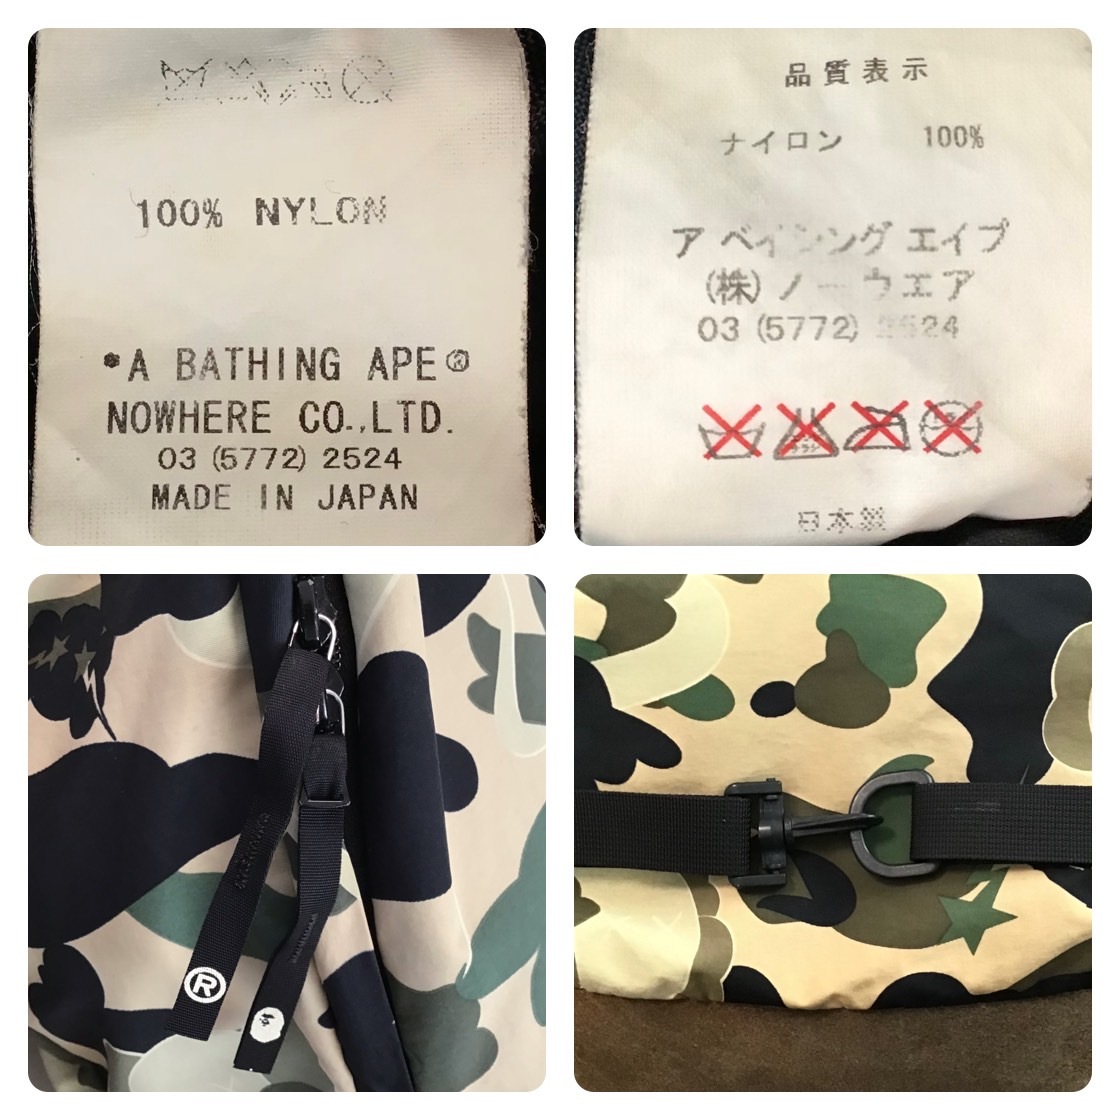 100% NYLON
•A BATHING APE®
NOWHERE CO.,LTD.
03 (5772) 2524
MADE IN JAPAN
品質表示
ナイロン 100%
ア ベイシング エイプ
(株)ノーウエア
03 (5772) 2524
日本製
®